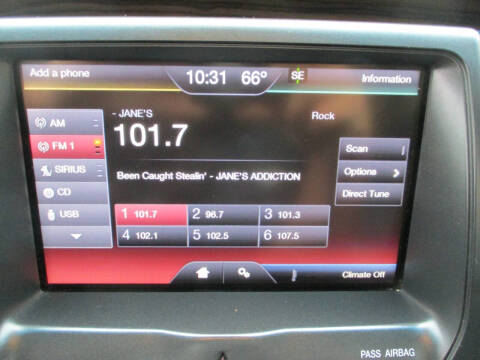 Add a phone
10:31 66°
SE
Information
AM
FM 1
SIRIUS
CD
USB
- JANE'S
Rock
101.7
Been Caught Stealin' - JANE'S ADDICTION
Scan
Options
Direct Tune
1 101.7
2 96.7
3 101.3
4 102.1
5 102.5
6 107.5
Climate Off
PASS AIRBAG